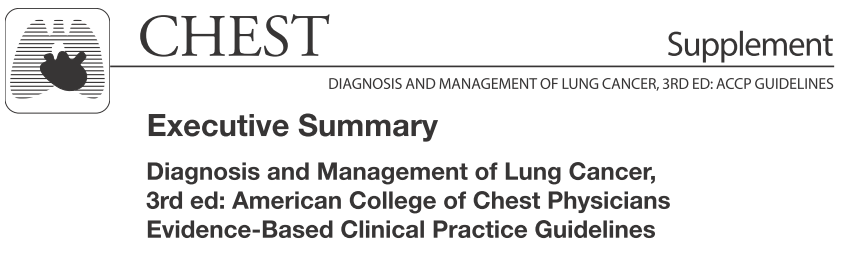 CHEST
Supplement
DIAGNOSIS AND MANAGEMENT OF LUNG CANCER, 3RD ED: ACCP GUIDELINES
Executive Summary
Diagnosis and Management of Lung Cancer,
3rd ed: American College of Chest Physicians
Evidence-Based Clinical Practice Guidelines